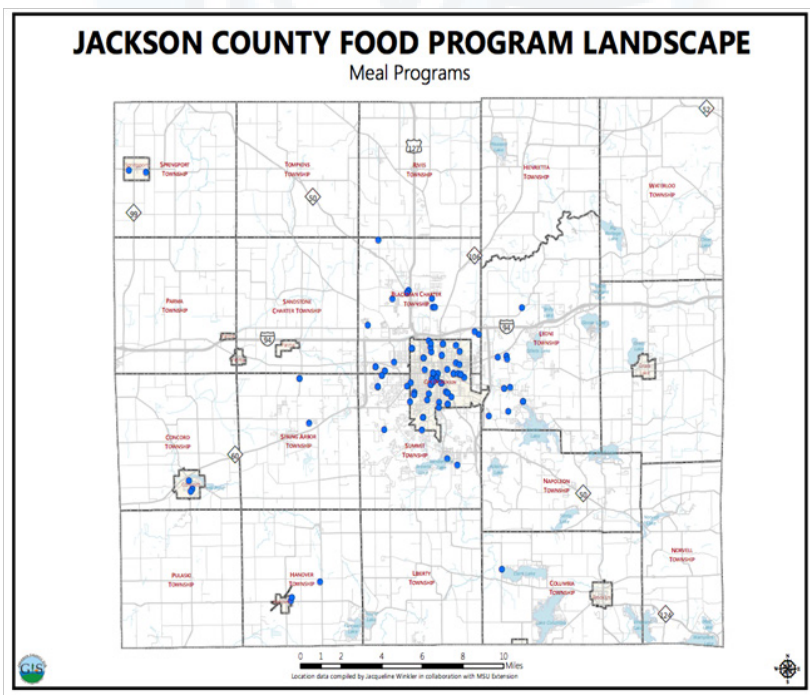 JACKSON COUNTY FOOD PROGRAM LANDSCAPE
Meal Programs
52
127
SPRINGPORT
TOWNSHIP
TOMPKINS
TOWNSHIP
RIVES
TOWNSHIP
HENRIETTA
TOWNSHIP
WATERLOO
TOWNSHIP
50
99
106
PARMA
TOWNSHIP
SANDSTONE
CHARTER TOWNSHIP
BLACKMAN CHARTER
TOWNSHIP
LEONI
TOWNSHIP
94
94
CONCORD
TOWNSHIP
SPRING ARBOR
TOWNSHIP
SUMMIT
TOWNSHIP
60
NAPOLEON
TOWNSHIP
50
PULASKI
TOWNSHIP
HANOVER
TOWNSHIP
LIBERTY
TOWNSHIP
COLUMBIA
TOWNSHIP
NORVELL
TOWNSHIP
124
GIS
0 1 2 4 6 8 10
Miles
Location data compiled by Jacqueline Winkler in collaboration with MSU Extension